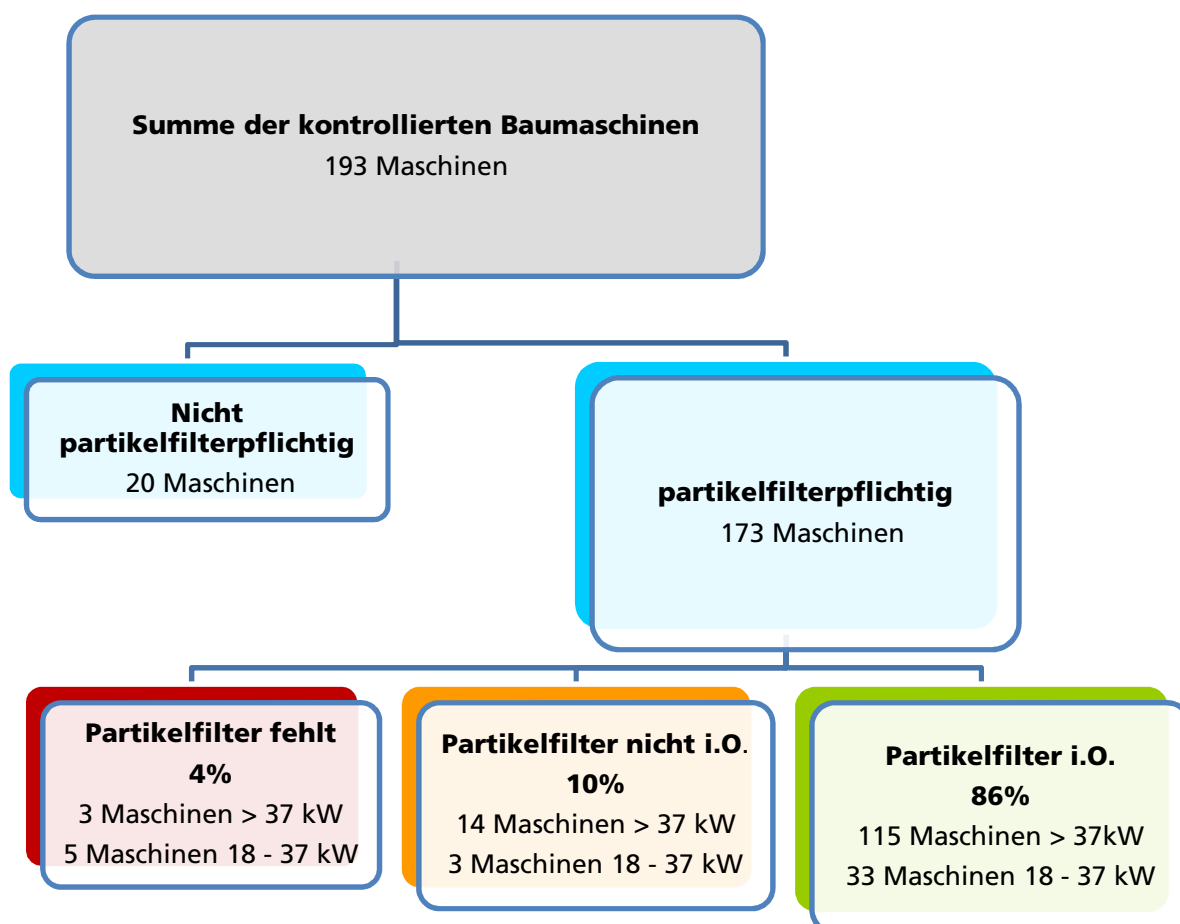 Summe der kontrollierten Baumaschinen
193 Maschinen
Nicht
partikelfilterpflichtig
20 Maschinen
partikelfilterpflichtig
173 Maschinen
Partikelfilter fehlt
4%
3 Maschinen > 37 kW
5 Maschinen 18 - 37 kW
Partikelfilter nicht i.O.
10%
14 Maschinen > 37 kW
3 Maschinen 18 - 37 kW
Partikelfilter i.O.
86%
115 Maschinen > 37kW
33 Maschinen 18 - 37 kW